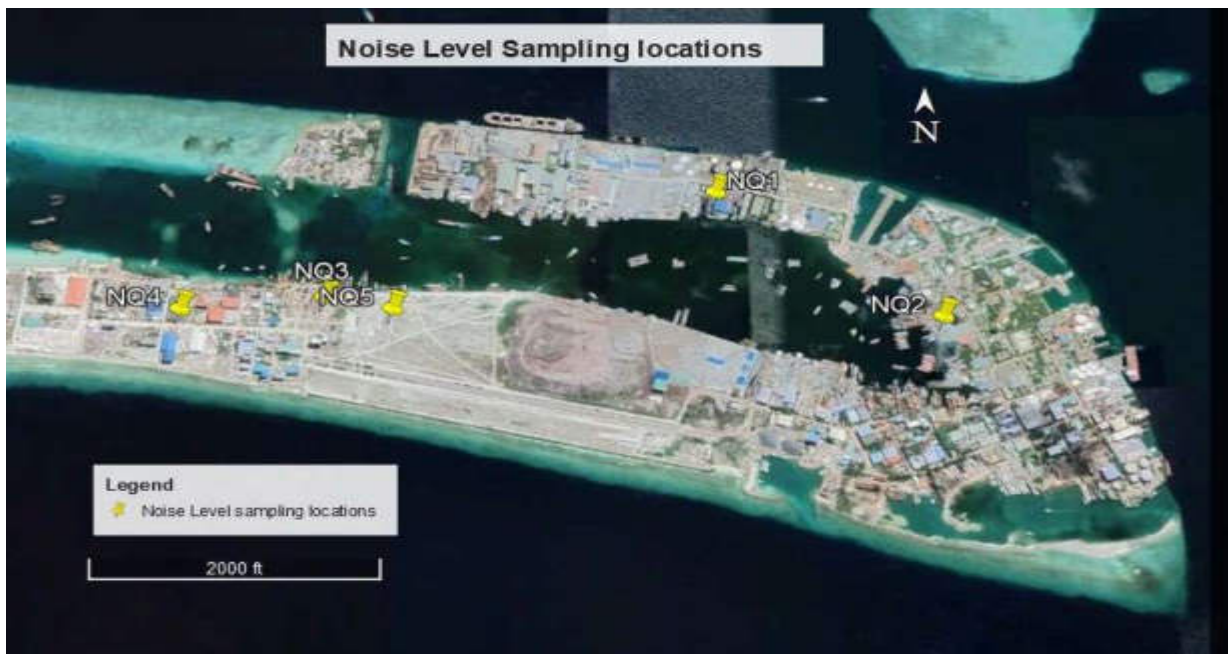 Noise Level Sampling locations
N
NQ1
NQ3
NQ4
NQ5
NQ2
Legend
Noise Level sampling locations
2000 ft